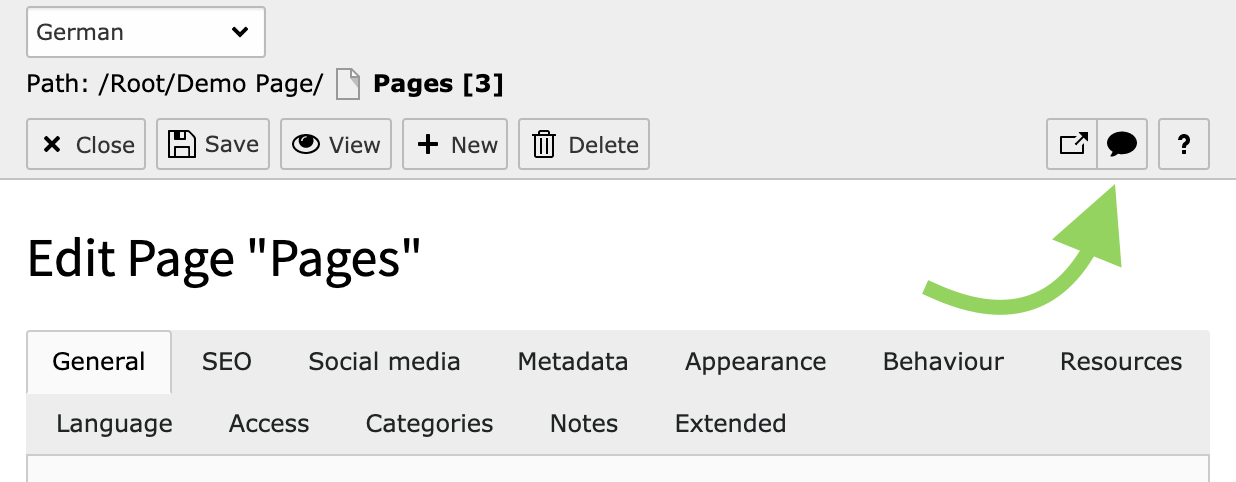 German
Path: /Root/Demo Page/ Pages [3]
Close Save View New Delete ?
Edit Page "Pages"
General SEO Social media Metadata Appearance Behaviour Resources
Language Access Categories Notes Extended